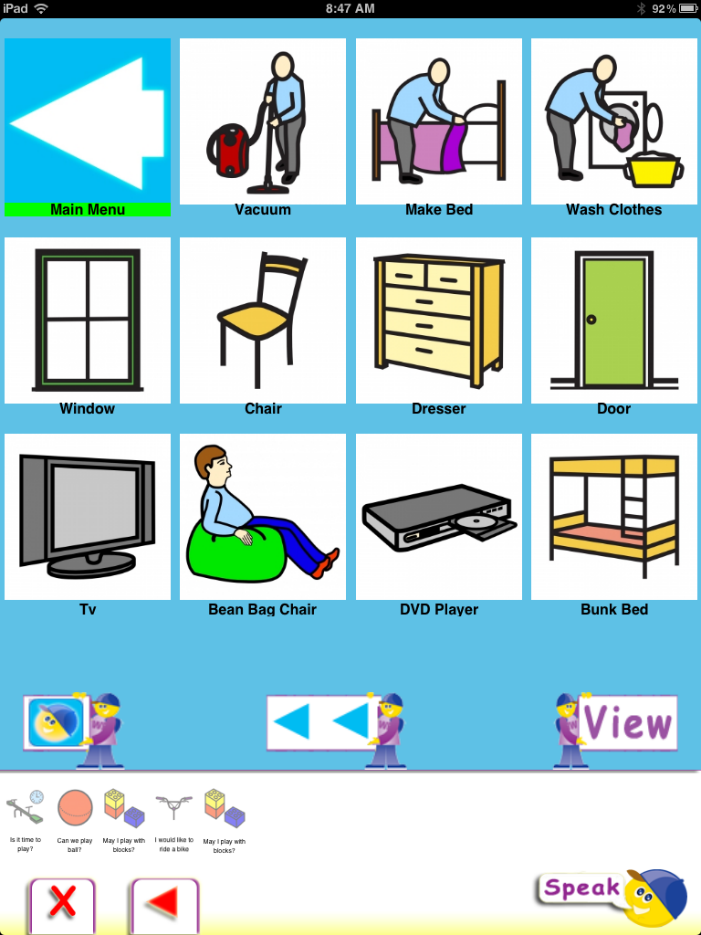 iPad 8:47 AM 92%
Main Menu Vacuum Make Bed Wash Clothes
Window Chair Dresser Door
Tv Bean Bag Chair DVD Player Bunk Bed
View
Is it time to play?
Can we play ball?
May I play with blocks?
I would like to ride a bike
May I play with blocks?
X
Speak